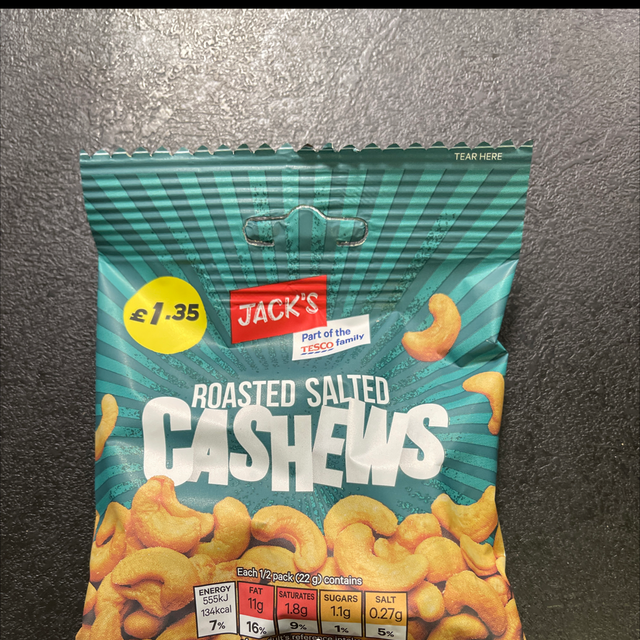 TEAR HERE
£1.35
JACK'S
Part of the
TESCO family
ROASTED SALTED
CASHEWS
Each 1/2 pack (22 g) contains
ENERGY
555kJ
134kcal
7%
FAT
11g
16%
SATURATES
1.8g
9%
SUGARS
1.1g
1%
SALT
0.27g
5%